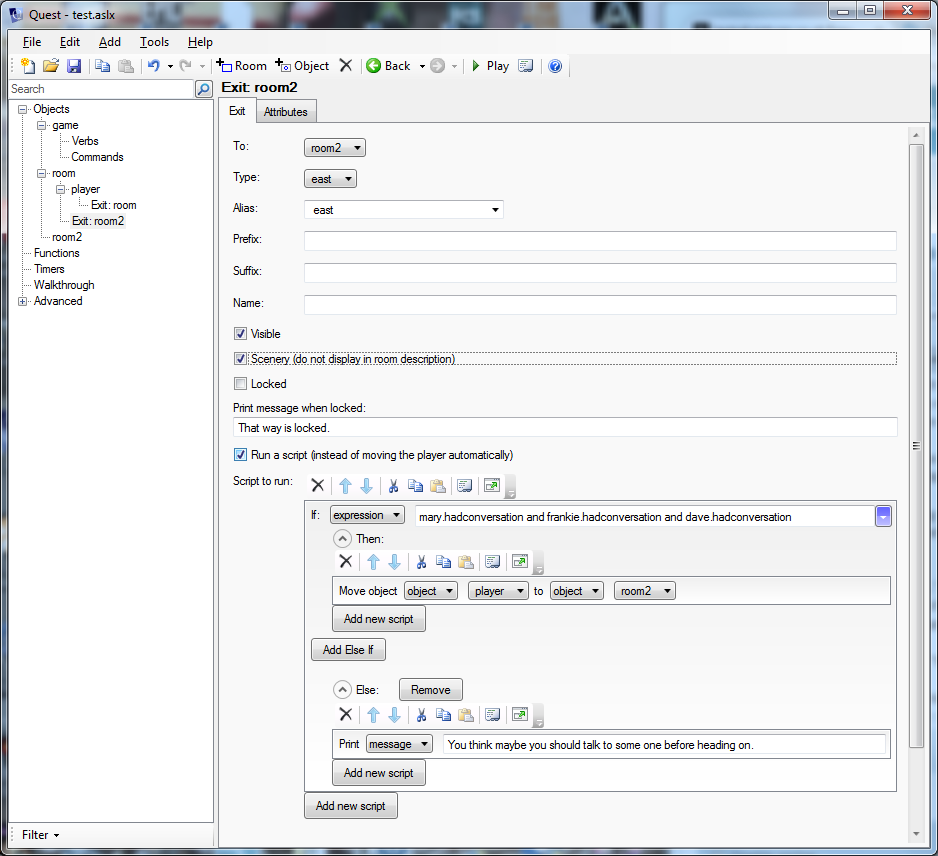 Quest - test.aslx
File Edit Add Tools Help
Room Object Back Play
Search
Exit: room2
Objects
game
Verbs
Commands
room
player
Exit: room
Exit: room2
room2
Functions
Timers
Walkthrough
Advanced
Filter
Exit Attributes
To: room2
Type: east
Alias: east
Prefix:
Suffix:
Name:
Visible
Scenery (do not display in room description)
Locked
Print message when locked:
That way is locked.
Run a script (instead of moving the player automatically)
Script to run:
If: expression mary.hadconversation and frankie.hadconversation and dave.hadconversation
Then:
Move object object player to object room2
Add new script
Add Else If
Else: Remove
Print message You think maybe you should talk to some one before heading on.
Add new script
Add new script